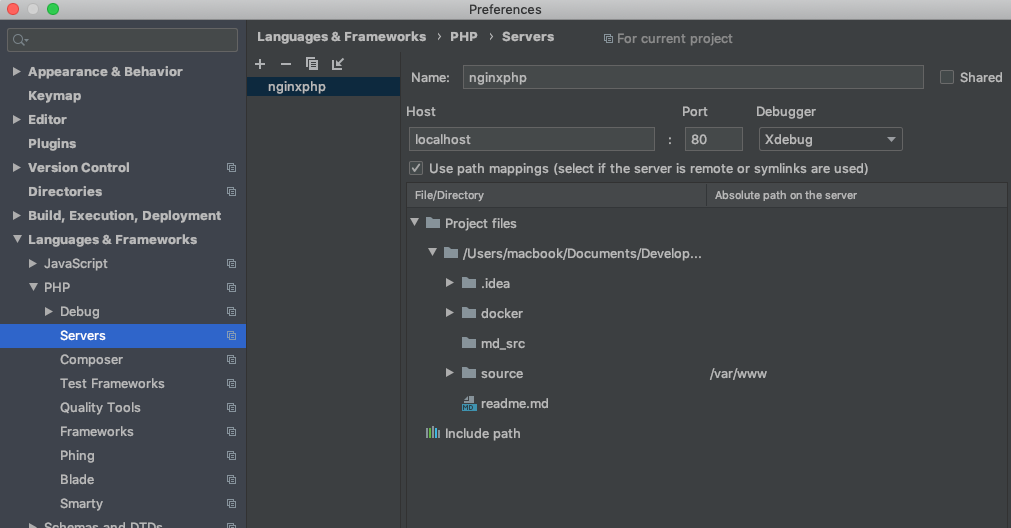 Preferences
Appearance & Behavior
Keymap
Editor
Plugins
Version Control
Directories
Build, Execution, Deployment
Languages & Frameworks
JavaScript
PHP
Debug
Servers
Composer
Test Frameworks
Quality Tools
Frameworks
Phing
Blade
Smarty
Schemas and DTDs
Languages & Frameworks › PHP › Servers For current project
nginxphp
Name: nginxphp Shared
Host Port Debugger
localhost : 80 Xdebug
Use path mappings (select if the server is remote or symlinks are used)
File/Directory Absolute path on the server
Project files
/Users/macbook/Documents/Develop...
.idea
docker
md_src
source /var/www
MD readme.md
Include path